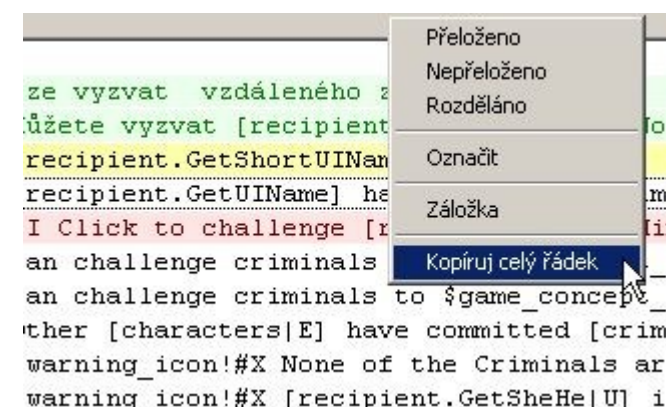 Přeloženo
Nepřeloženo
Rozděláno
Označit
Záložka
Kopíruj celý řádek
ze vyzvat  vzdáleného
můžete vyzvat [recipient
recipient.GetShortUINam
recipient.GetUIName] ha
I Click to challenge [
an challenge criminals
an challenge criminals to $game_concept_
ther [characters|E] have committed [crim
warning_icon!#X None of the Criminals ar
warning_icon!#X [recipient.GetSheHe|U] i